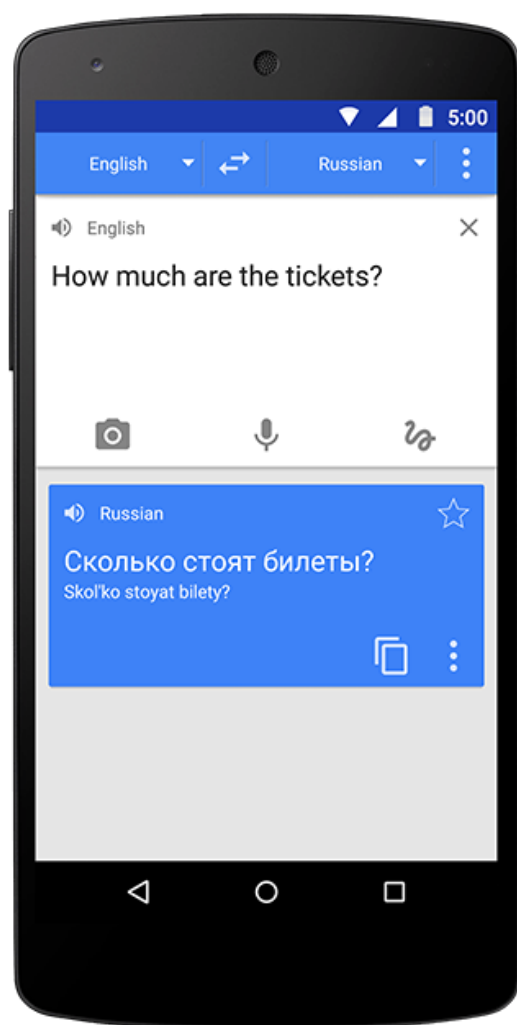 5:00
English Russian
English
How much are the tickets?
Russian
Сколько стоят билеты?
Skol'ko stoyat bilety?